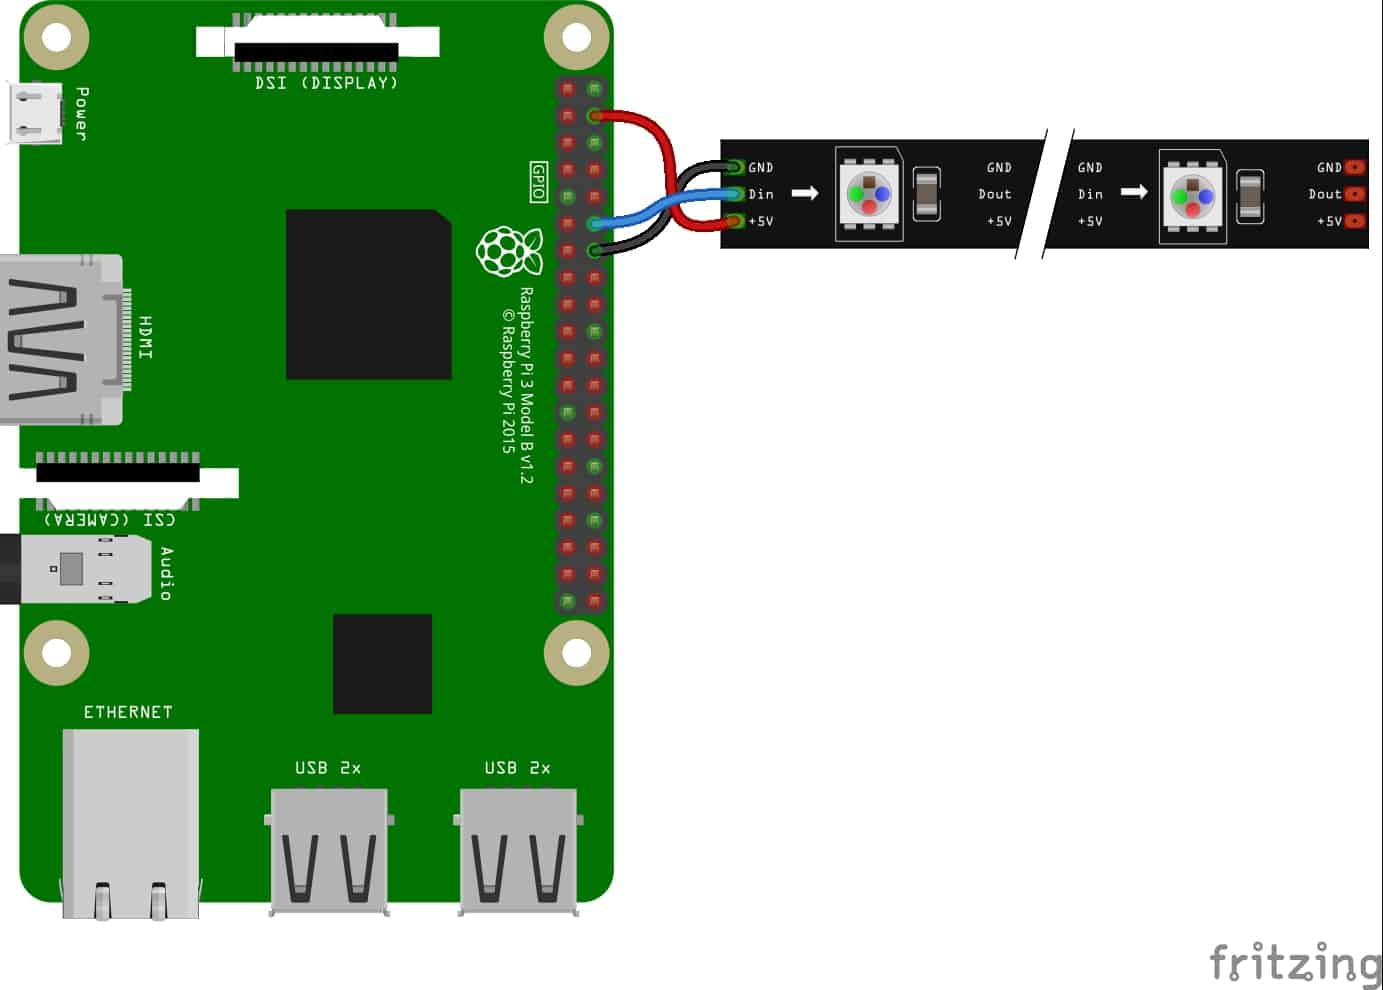 DSI (DISPLAY)
Power
GPIO
GND
Din
+5V
GND
Dout
+5V
GND
Din
+5V
GND
Dout
+5V
HDMI
Raspberry Pi 3 Model B v1.2
© Raspberry Pi 2015
CSI (CAMERA)
Audio
ETHERNET
USB 2x
USB 2x
fritzing